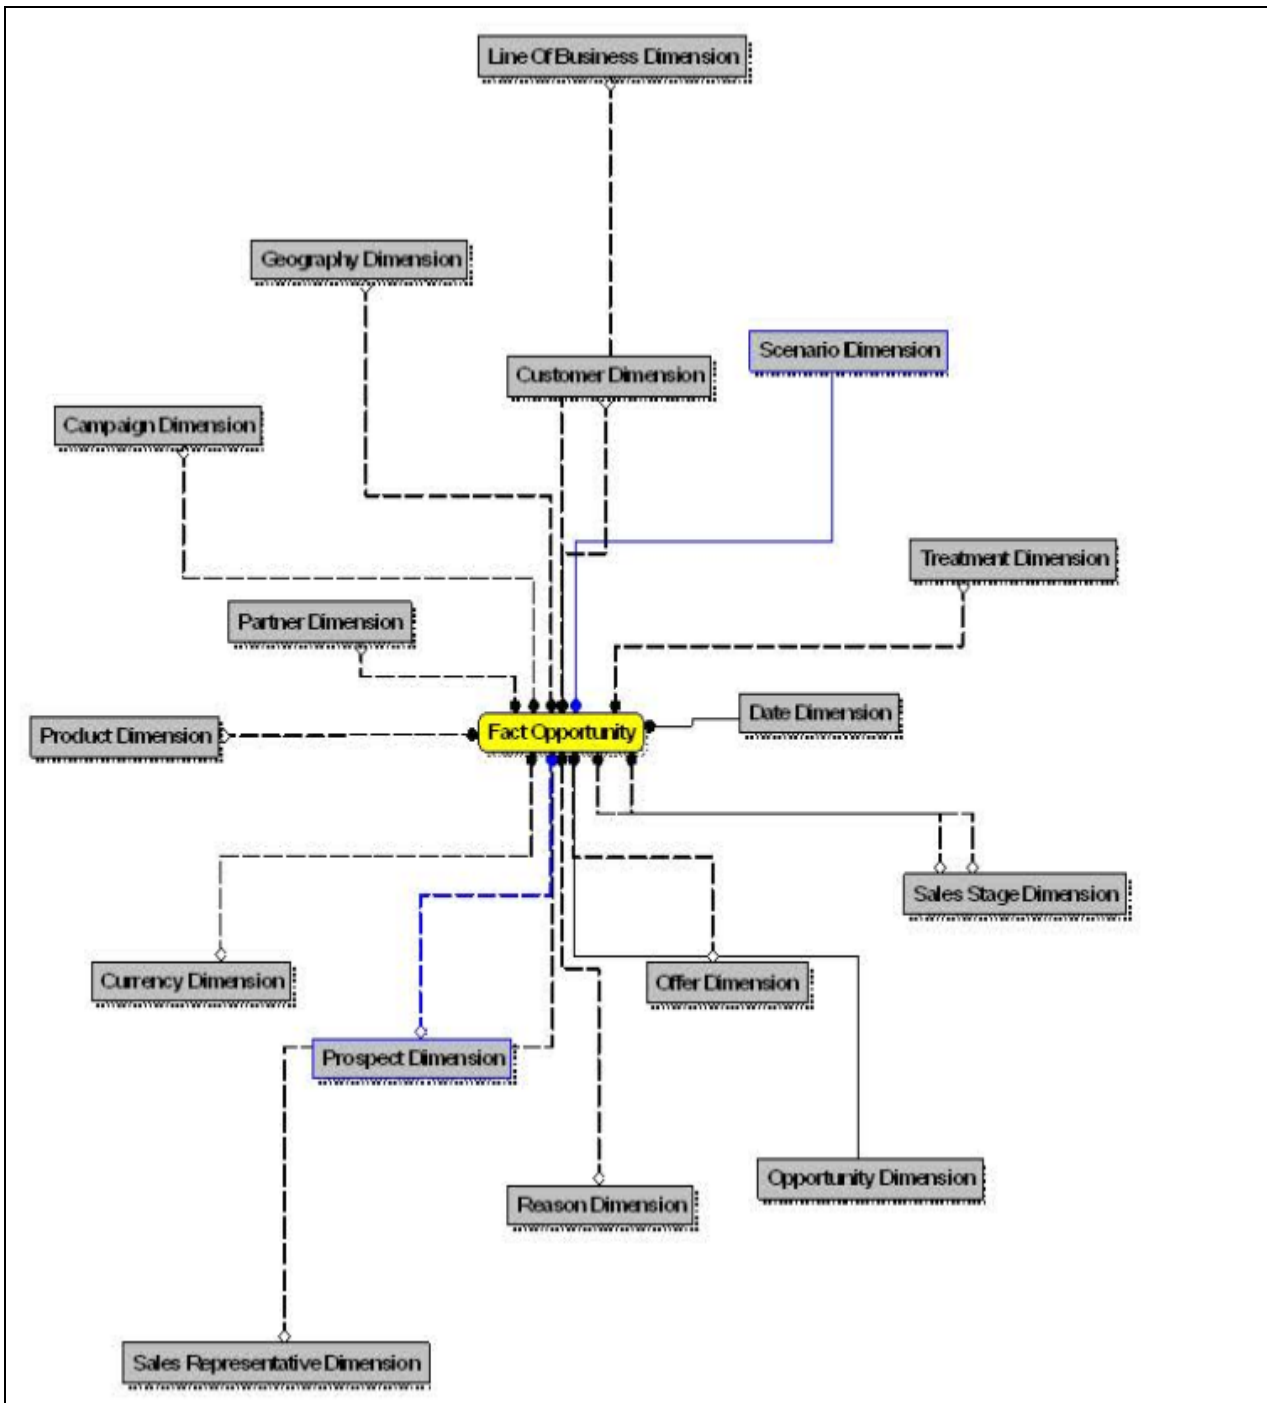 Line Of Business Dimension
Geography Dimension
Scenario Dimension
Customer Dimension
Campaign Dimension
Treatment Dimension
Partner Dimension
Date Dimension
Product Dimension
Fact Opportunity
Sales Stage Dimension
Currency Dimension
Offer Dimension
Prospect Dimension
Opportunity Dimension
Reason Dimension
Sales Representative Dimension